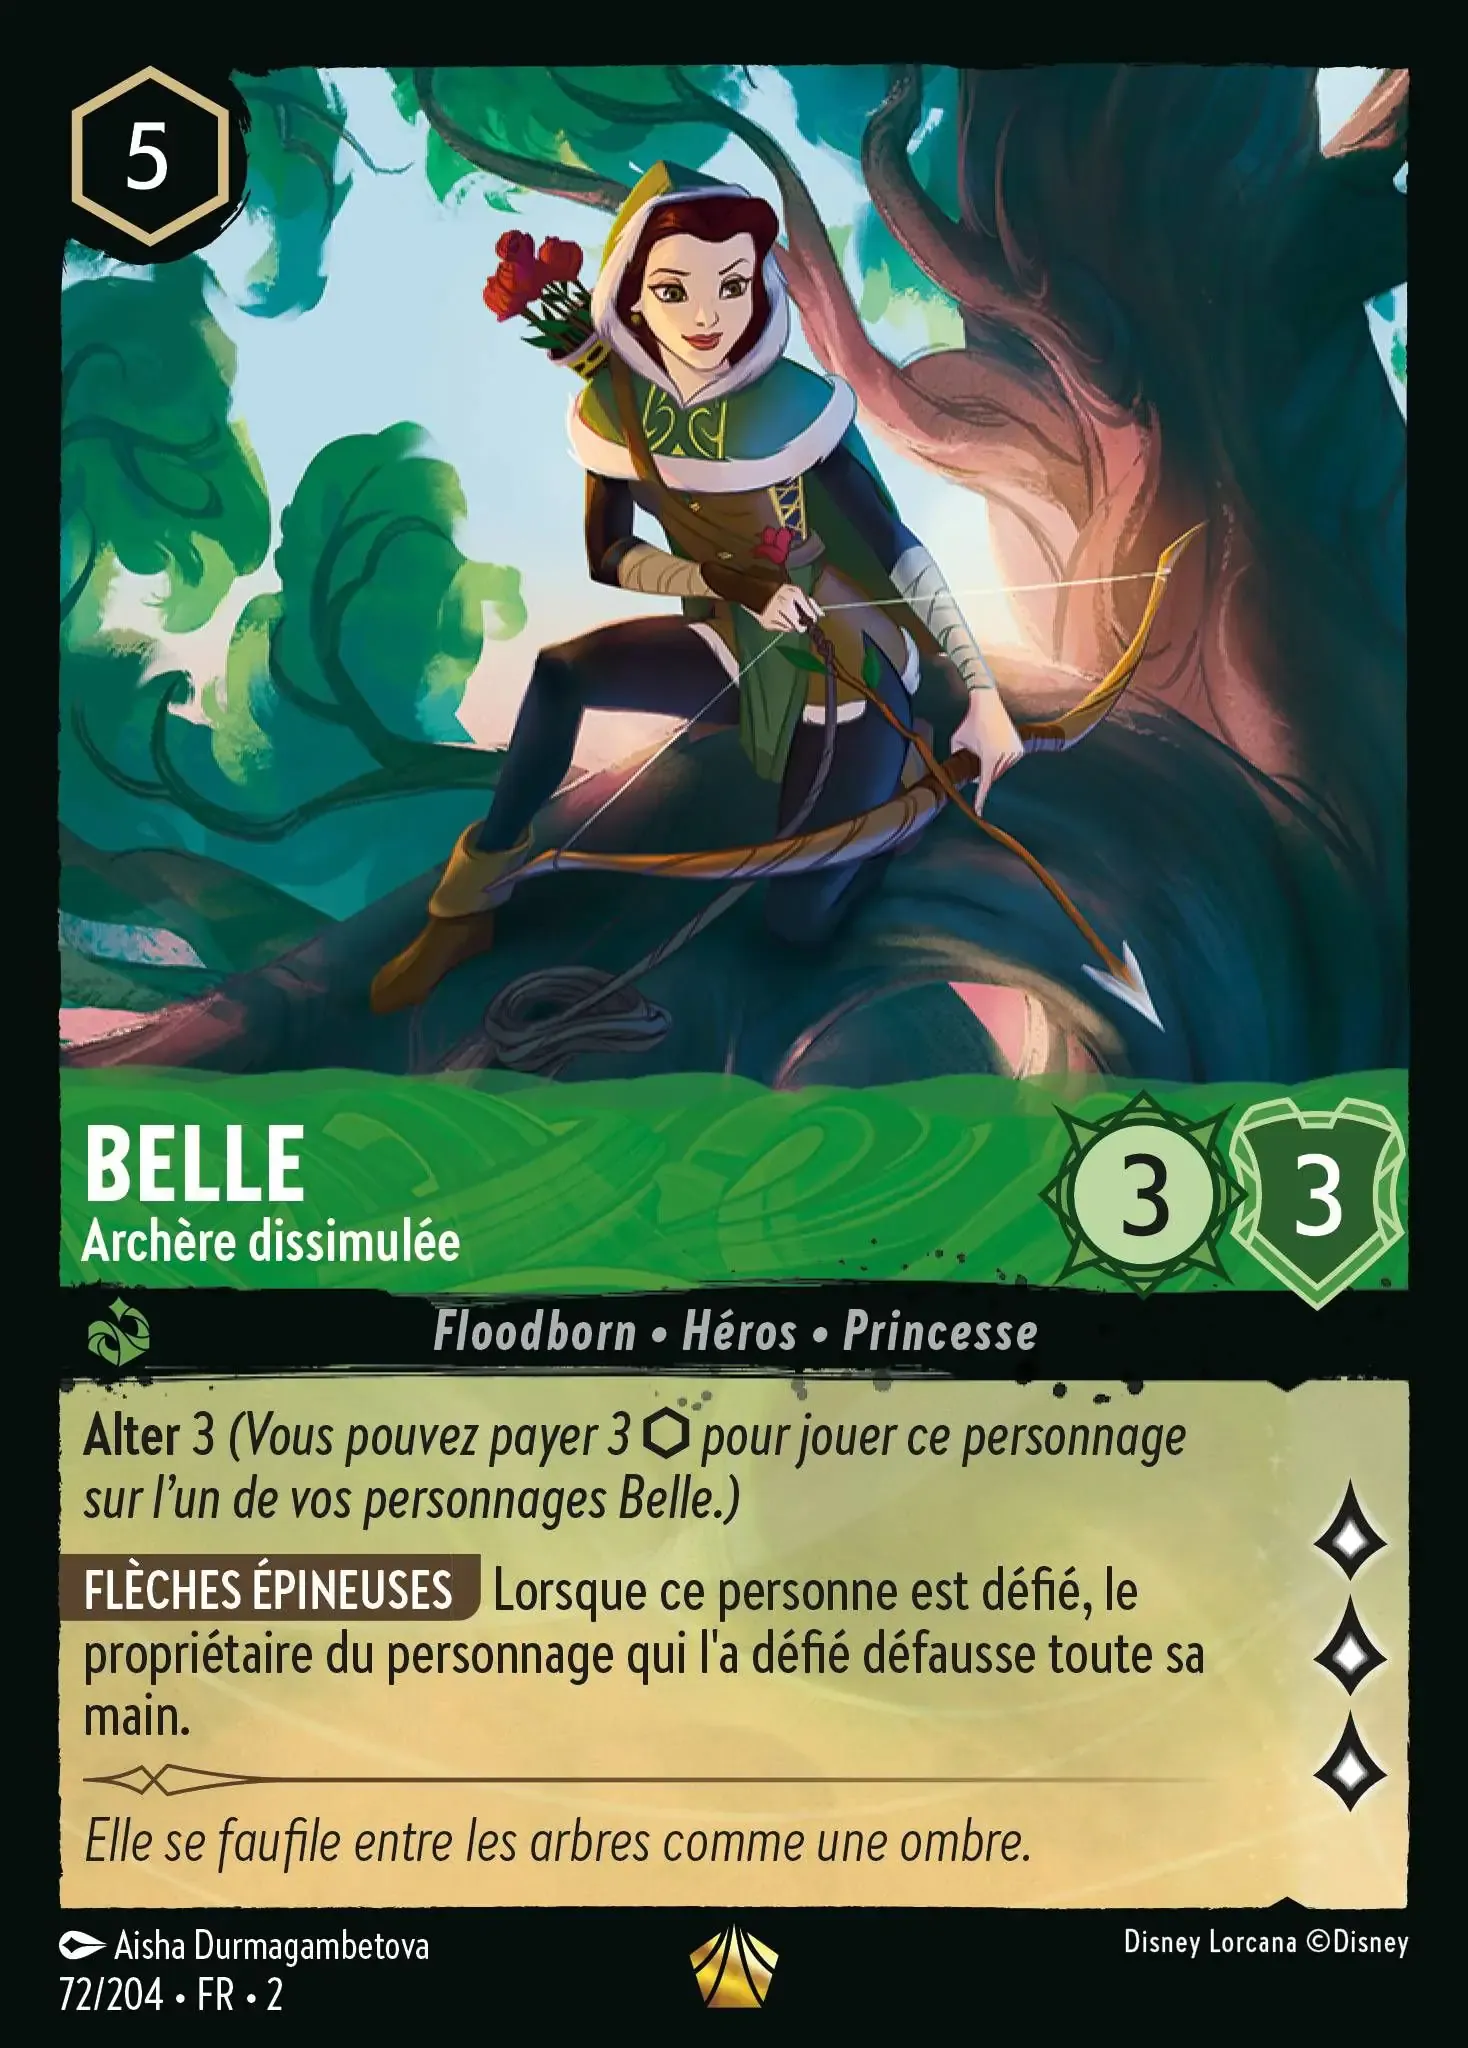 5
BELLE
Archère dissimulée
3
3
Floodborn • Héros • Princesse
Alter 3 (Vous pouvez payer 3 ⬡ pour jouer ce personnage
sur l’un de vos personnages Belle.)
FLÈCHES ÉPINEUSES Lorsque ce personne est défié, le
propriétaire du personnage qui l'a défié défausse toute sa
main.
Elle se faufile entre les arbres comme une ombre.
Aisha Durmagambetova
72/204 • FR • 2
Disney Lorcana ©Disney